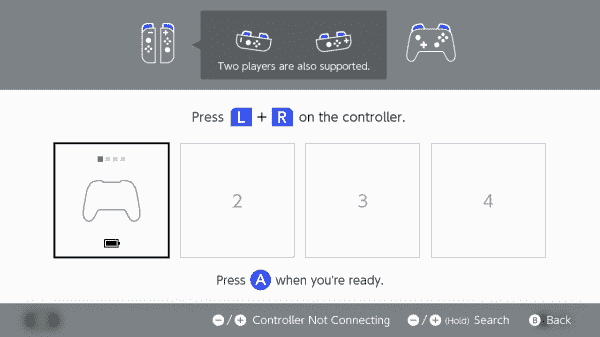 Two players are also supported.
Press L + R on the controller.
2
3
4
Press A when you're ready.
−/+ Controller Not Connecting −/+ (Hold) Search B Back